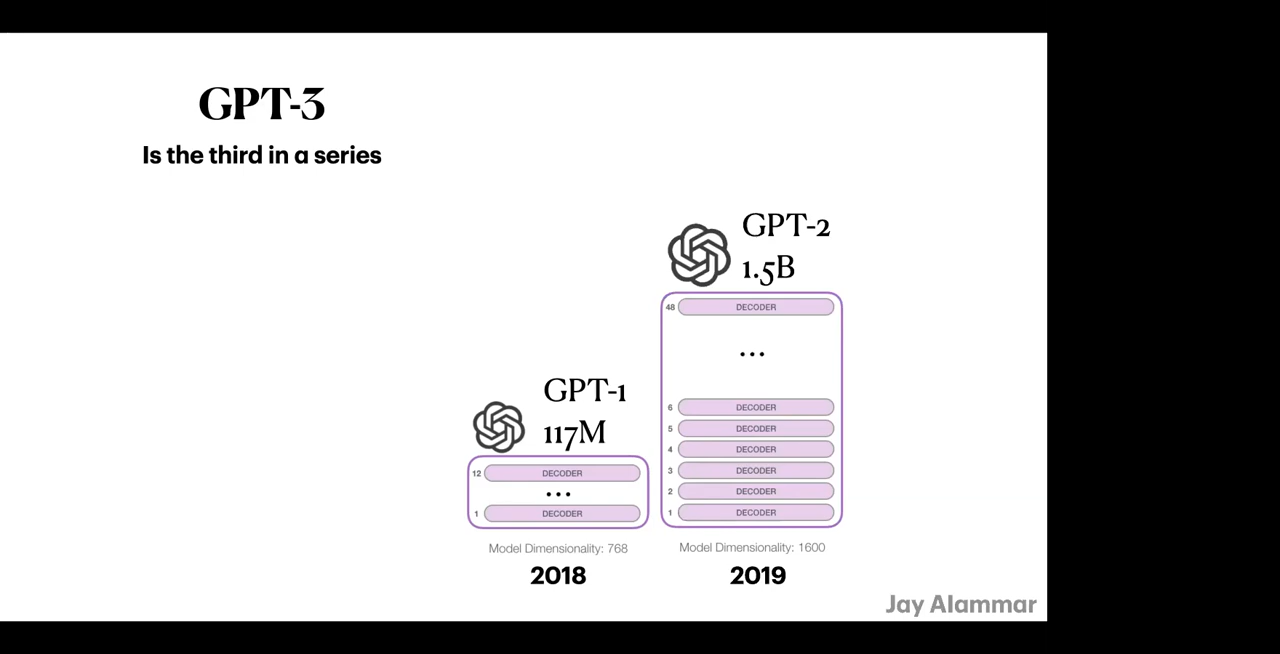 GPT-3
Is the third in a series
GPT-2
1.5B
48 DECODER
...
6 DECODER
5 DECODER
4 DECODER
3 DECODER
2 DECODER
1 DECODER
GPT-1
117M
12 DECODER
...
1 DECODER
Model Dimensionality: 768
Model Dimensionality: 1600
2018
2019
Jay Alammar